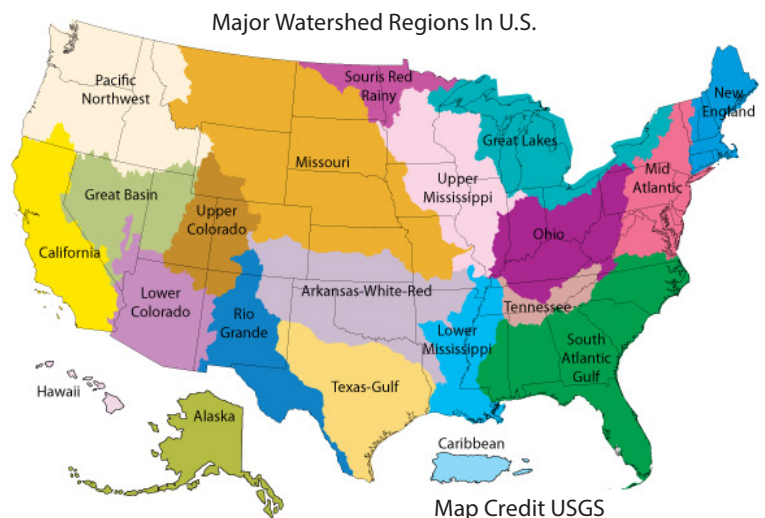 Major Watershed Regions In U.S.
Pacific
Northwest
Souris Red
Rainy
New
England
Great Lakes
Missouri
Upper
Mississippi
Mid
Atlantic
Great Basin
Upper
Colorado
Ohio
California
Lower
Colorado
Rio
Grande
Arkansas-White-Red
Tennessee
Lower
Mississippi
South
Atlantic
Gulf
Texas-Gulf
Hawaii
Alaska
Caribbean
Map Credit USGS